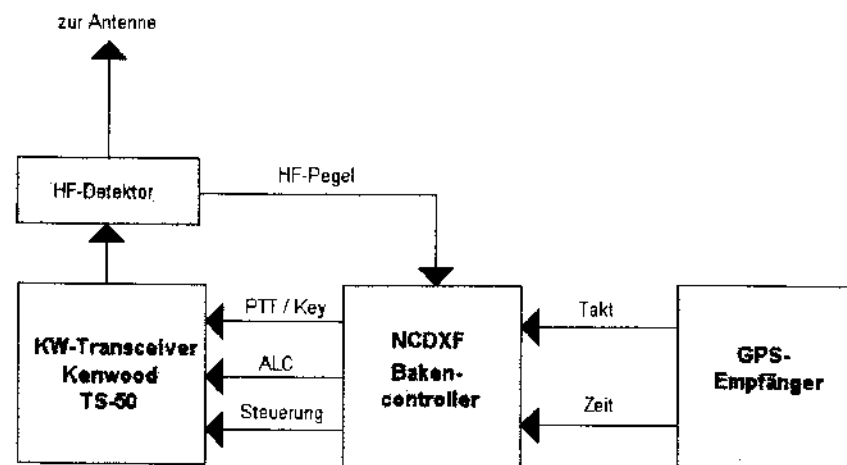 zur Antenne
HF-Detektor
HF-Pegel
PTT / Key
ALC
Steuerung
KW-Transceiver
Kenwood
TS-50
NCDXF
Baken-
controller
Takt
Zeit
GPS-
Empfänger